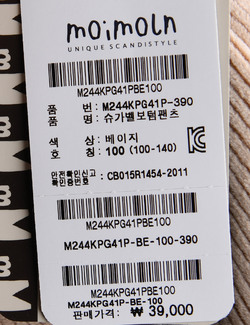 moimoln
UNIQUE SCANDISTYLE
M244KPG41PBE100
품 번: M244KPG41P-390
품 명: 슈가벨보텀팬츠
색 상: 베이지
호 칭: 100 (100-140)
안전확인신고
확인증번호 : CB015R1454-2011
M244KPG41PBE100
M244KPG41P-BE-100-390
M244KPG41PBE100
M244KPG41P-BE-100
판매가격: ₩ 39,000